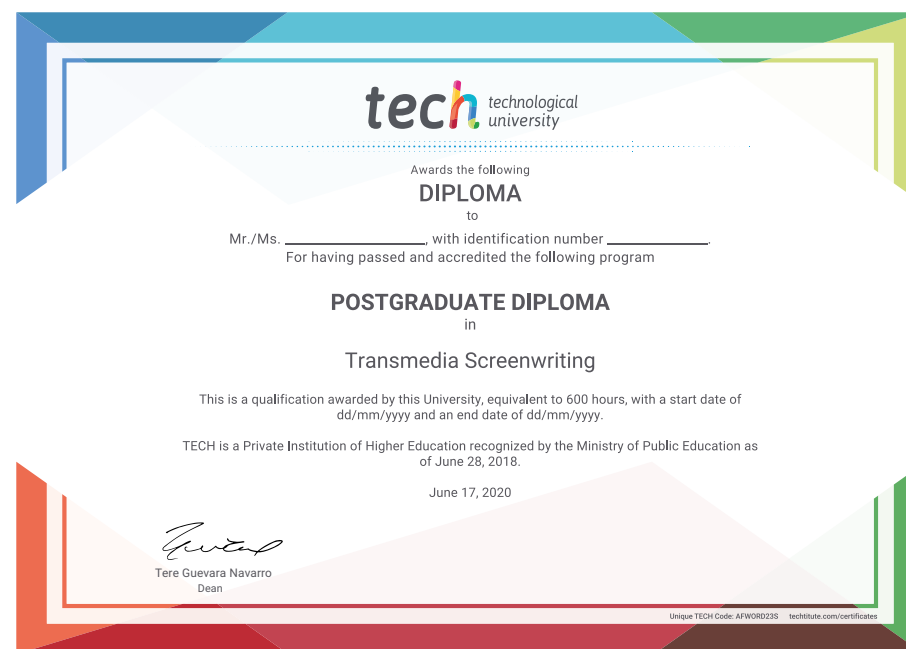 tech technological
university
Awards the following
DIPLOMA
to
Mr./Ms. ________________, with identification number _____________.
For having passed and accredited the following program
POSTGRADUATE DIPLOMA
in
Transmedia Screenwriting
This is a qualification awarded by this University, equivalent to 600 hours, with a start date of
dd/mm/yyyy and an end date of dd/mm/yyyy.
TECH is a Private Institution of Higher Education recognized by the Ministry of Public Education as
of June 28, 2018.
June 17, 2020
Tere Guevara Navarro
Dean
Unique TECH Code: AFWORD23S techtitute.com/certificates